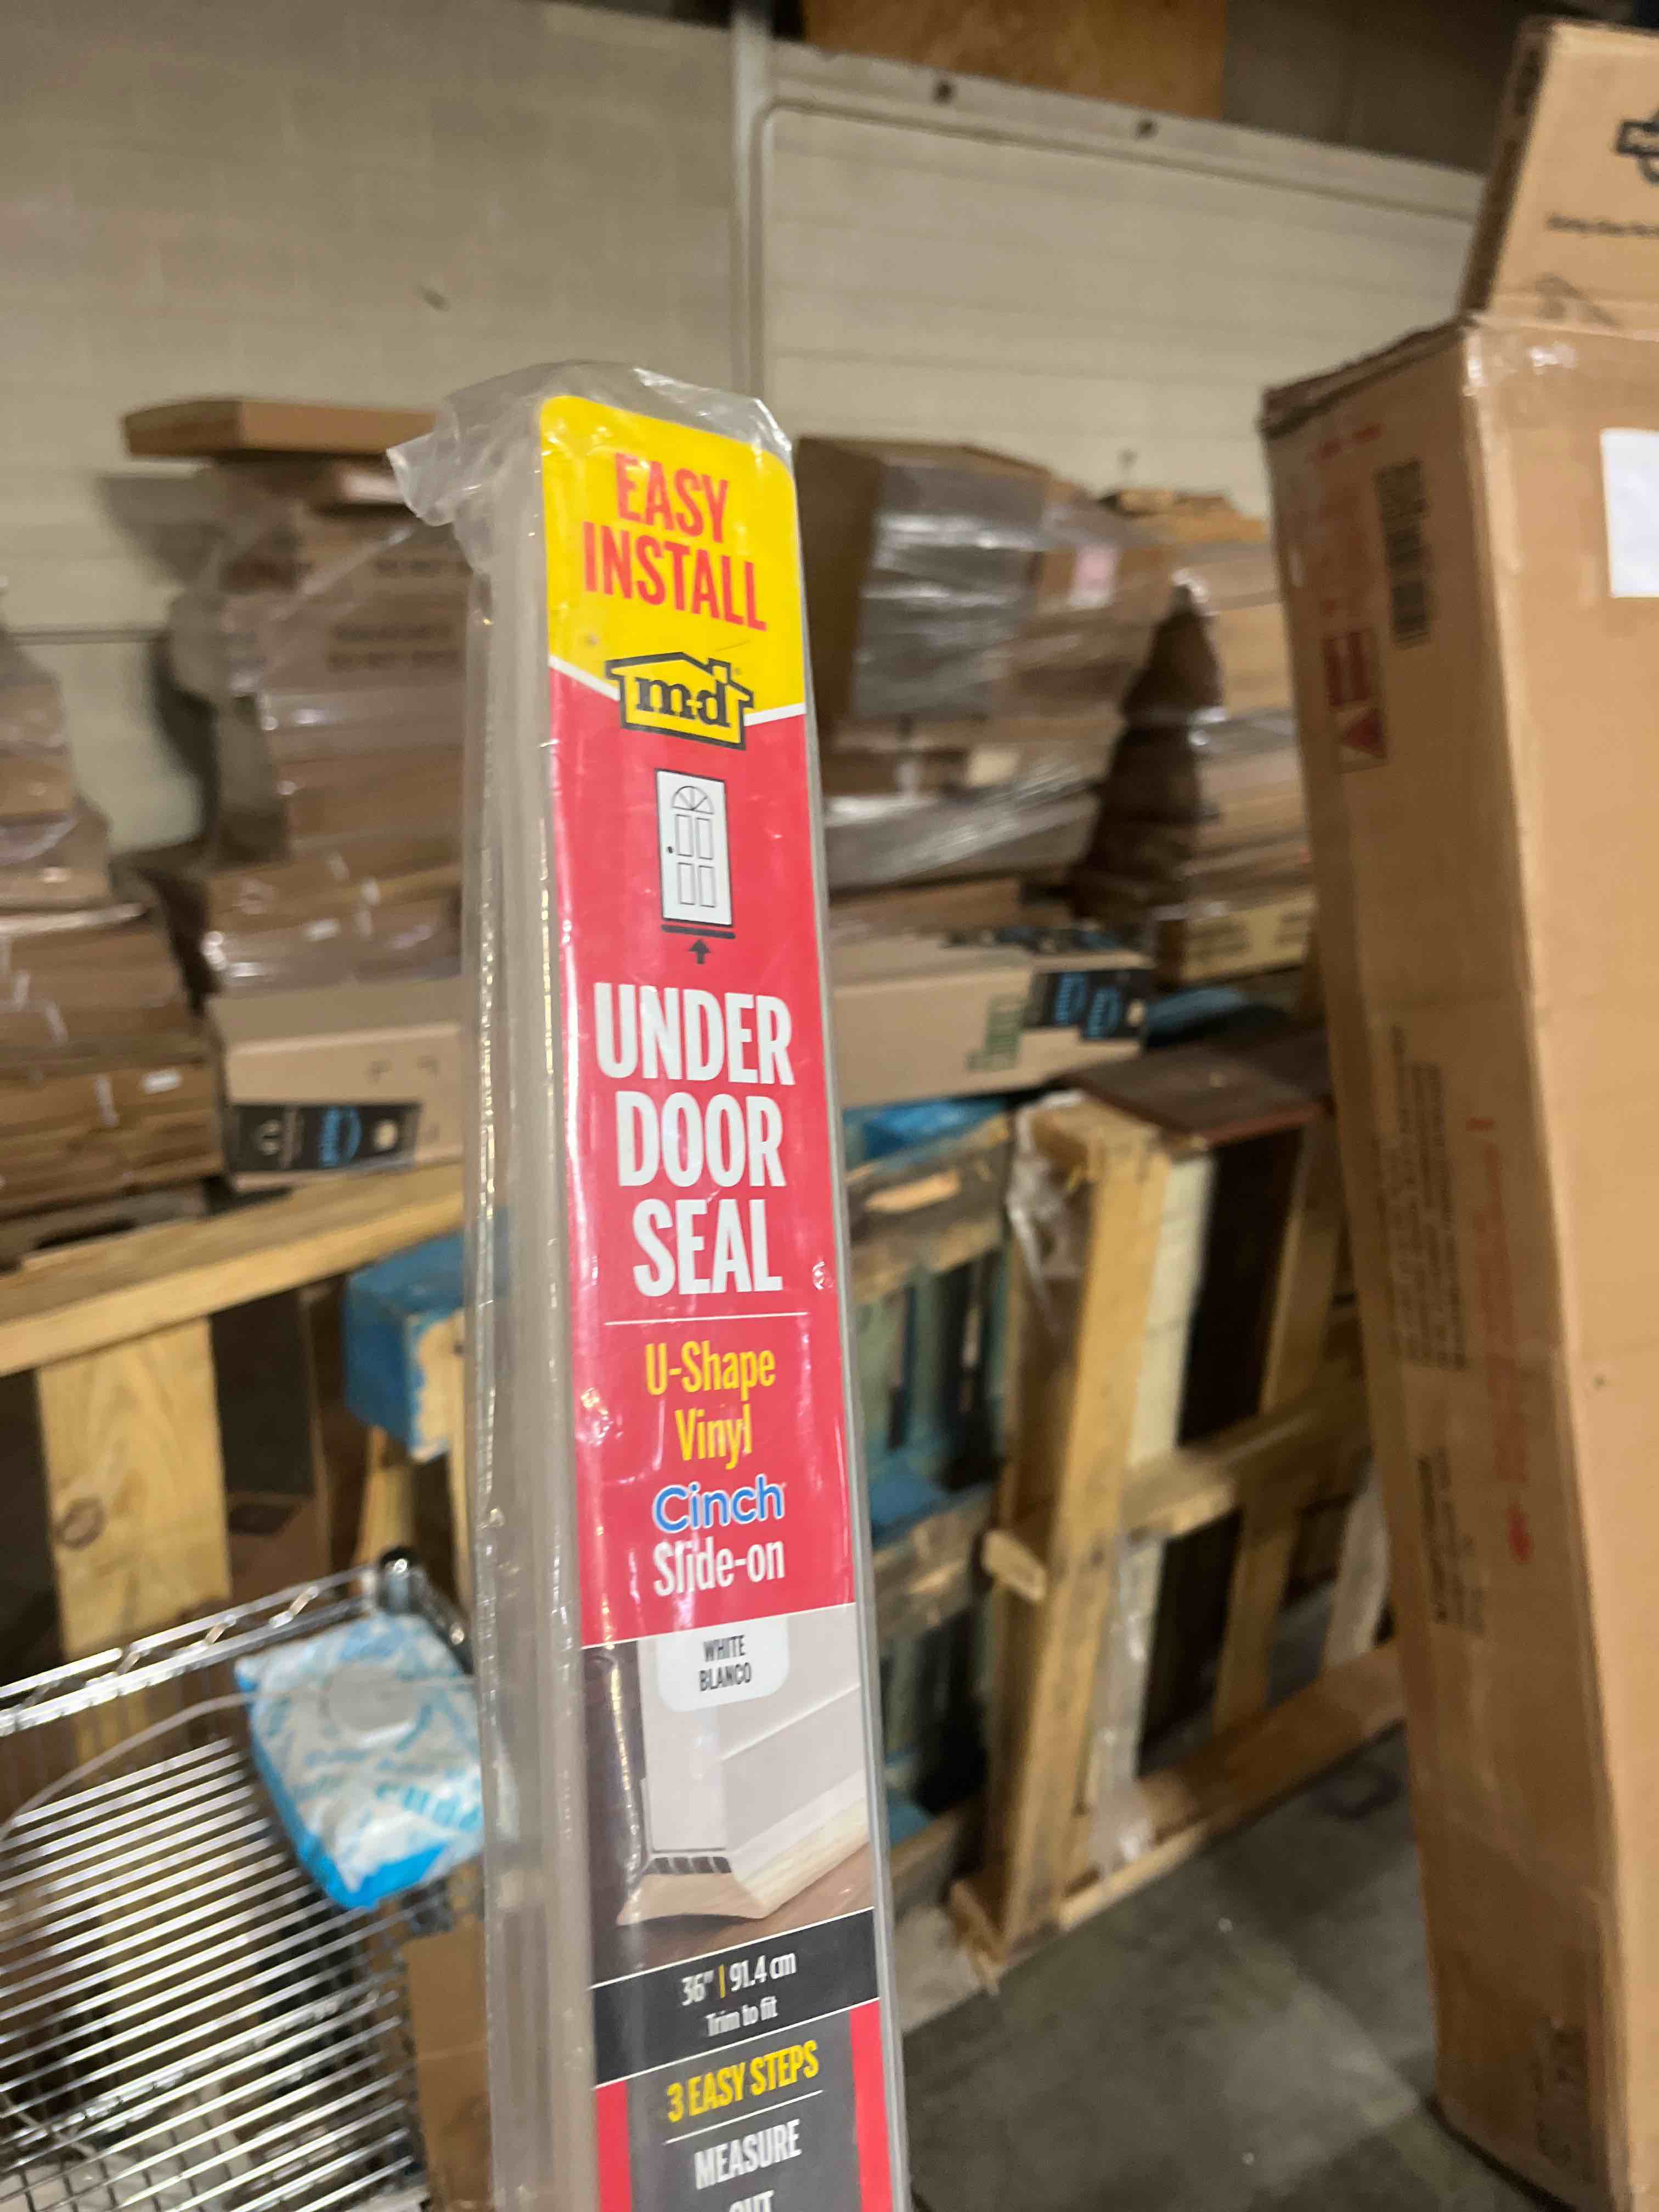 EASY
INSTALL
m-d
UNDER
DOOR
SEAL
U-Shape
Vinyl
Cinch
Slide-on
WHITE
BLANCO
36" | 91.4 cm
Trim to fit
3 EASY STEPS
MEASURE
CUT